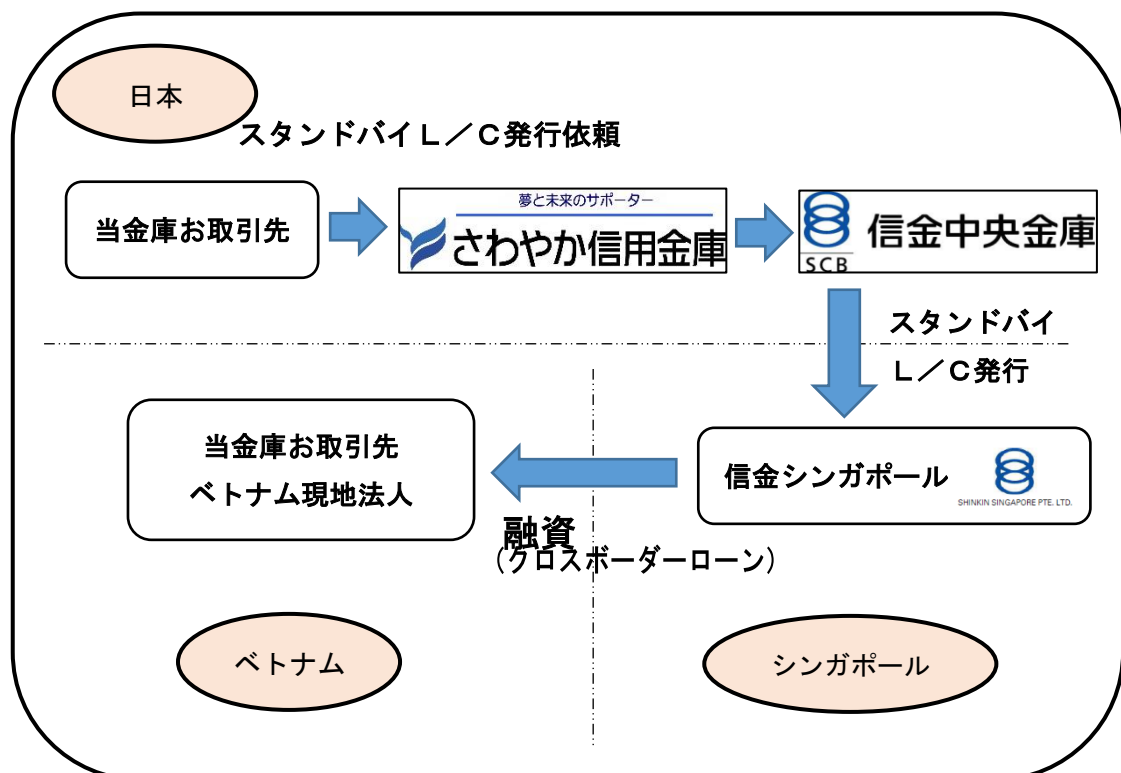 日本
スタンドバイL／C発行依頼
当金庫お取引先
夢と未来のサポーター
さわやか信用金庫
SCB
信金中央金庫
スタンドバイ
L／C発行
当金庫お取引先
ベトナム現地法人
信金シンガポール
SHINKIN SINGAPORE PTE. LTD.
融資
（クロスボーダーローン）
ベトナム
シンガポール